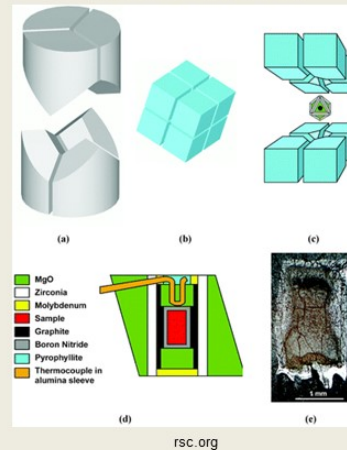 (a)
(b)
(c)
MgO
Zirconia
Molybdenum
Sample
Graphite
Boron Nitride
Pyrophyllite
Thermocouple in
alumina sleeve
1 mm
(d)
(e)
rsc.org